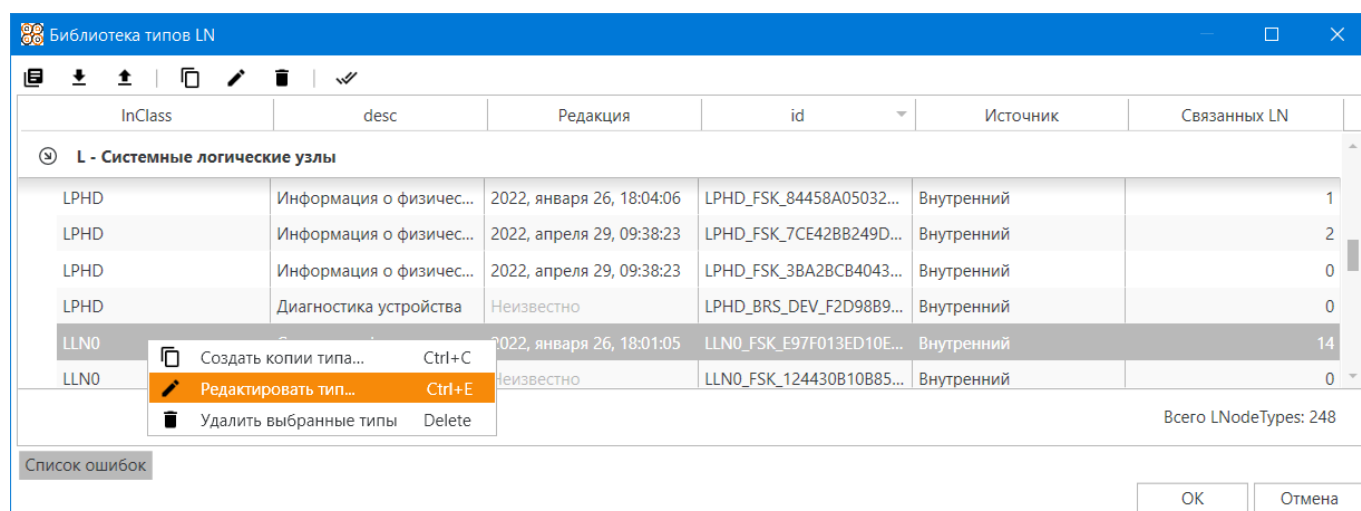 Библиотека типов LN
lnClass desc Редакция id Источник Связанных LN
L - Системные логические узлы
LPHD Информация о физичес... 2022, января 26, 18:04:06 LPHD_FSK_84458A05032... Внутренний 1
LPHD Информация о физичес... 2022, апреля 29, 09:38:23 LPHD_FSK_7CE42BB249D... Внутренний 2
LPHD Информация о физичес... 2022, апреля 29, 09:38:23 LPHD_FSK_3BA2BCB4043... Внутренний 0
LPHD Диагностика устройства Неизвестно LPHD_BRS_DEV_F2D98B9... Внутренний 0
LLN0 2022, января 26, 18:01:05 LLN0_FSK_E97F013ED10E... Внутренний 14
LLN0 Неизвестно LLN0_FSK_124430B10B85... Внутренний 0
Создать копии типа... Ctrl+C
Редактировать тип... Ctrl+E
Удалить выбранные типы Delete
Всего LNodeTypes: 248
Список ошибок
ОК Отмена